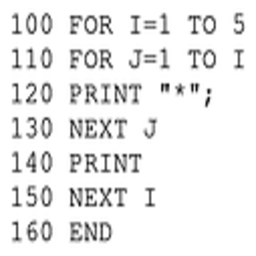 100 FOR I=1 TO 5
110 FOR J=1 TO I
120 PRINT "*";
130 NEXT J
140 PRINT
150 NEXT I
160 END